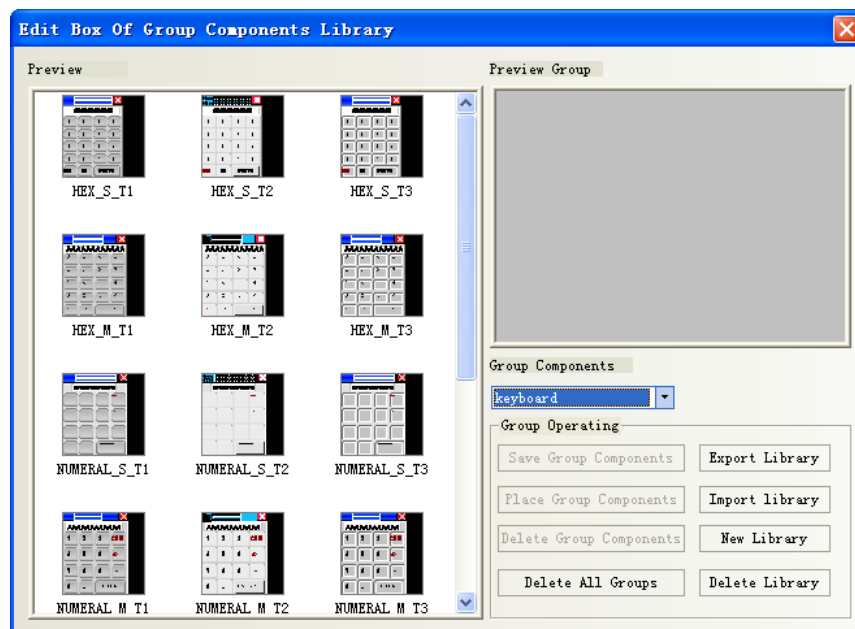 Edit Box Of Group Components Library
Preview
Preview Group
HEX_S_T1 HEX_S_T2 HEX_S_T3
HEX_M_T1 HEX_M_T2 HEX_M_T3
NUMERAL_S_T1 NUMERAL_S_T2 NUMERAL_S_T3
NUMERAL_M_T1 NUMERAL_M_T2 NUMERAL_M_T3
Group Components
keyboard
Group Operating
Save Group Components Export Library
Place Group Components Import library
Delete Group Components New Library
Delete All Groups Delete Library